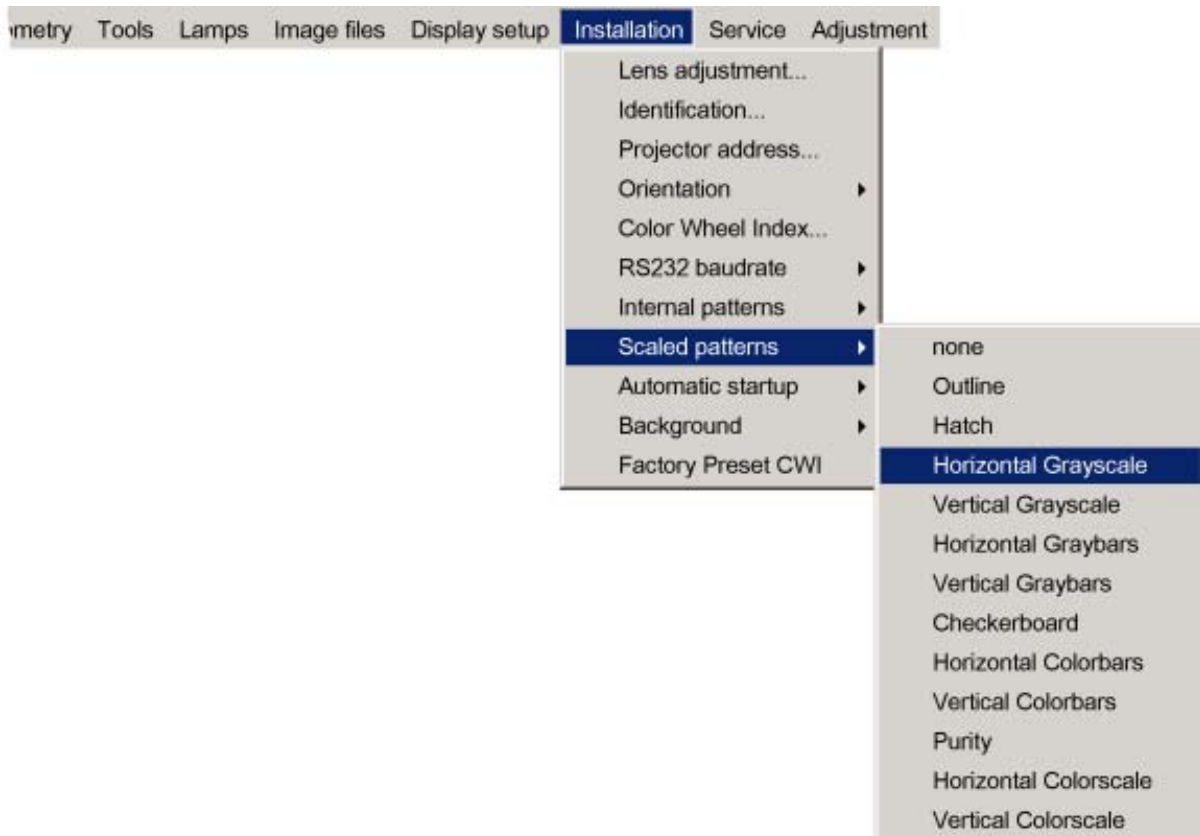 metry Tools Lamps Image files Display setup Installation Service Adjustment
Lens adjustment...
Identification...
Projector address...
Orientation
Color Wheel Index...
RS232 baudrate
Internal patterns
Scaled patterns
Automatic startup
Background
Factory Preset CWI
none
Outline
Hatch
Horizontal Grayscale
Vertical Grayscale
Horizontal Graybars
Vertical Graybars
Checkerboard
Horizontal Colorbars
Vertical Colorbars
Purity
Horizontal Colorscale
Vertical Colorscale